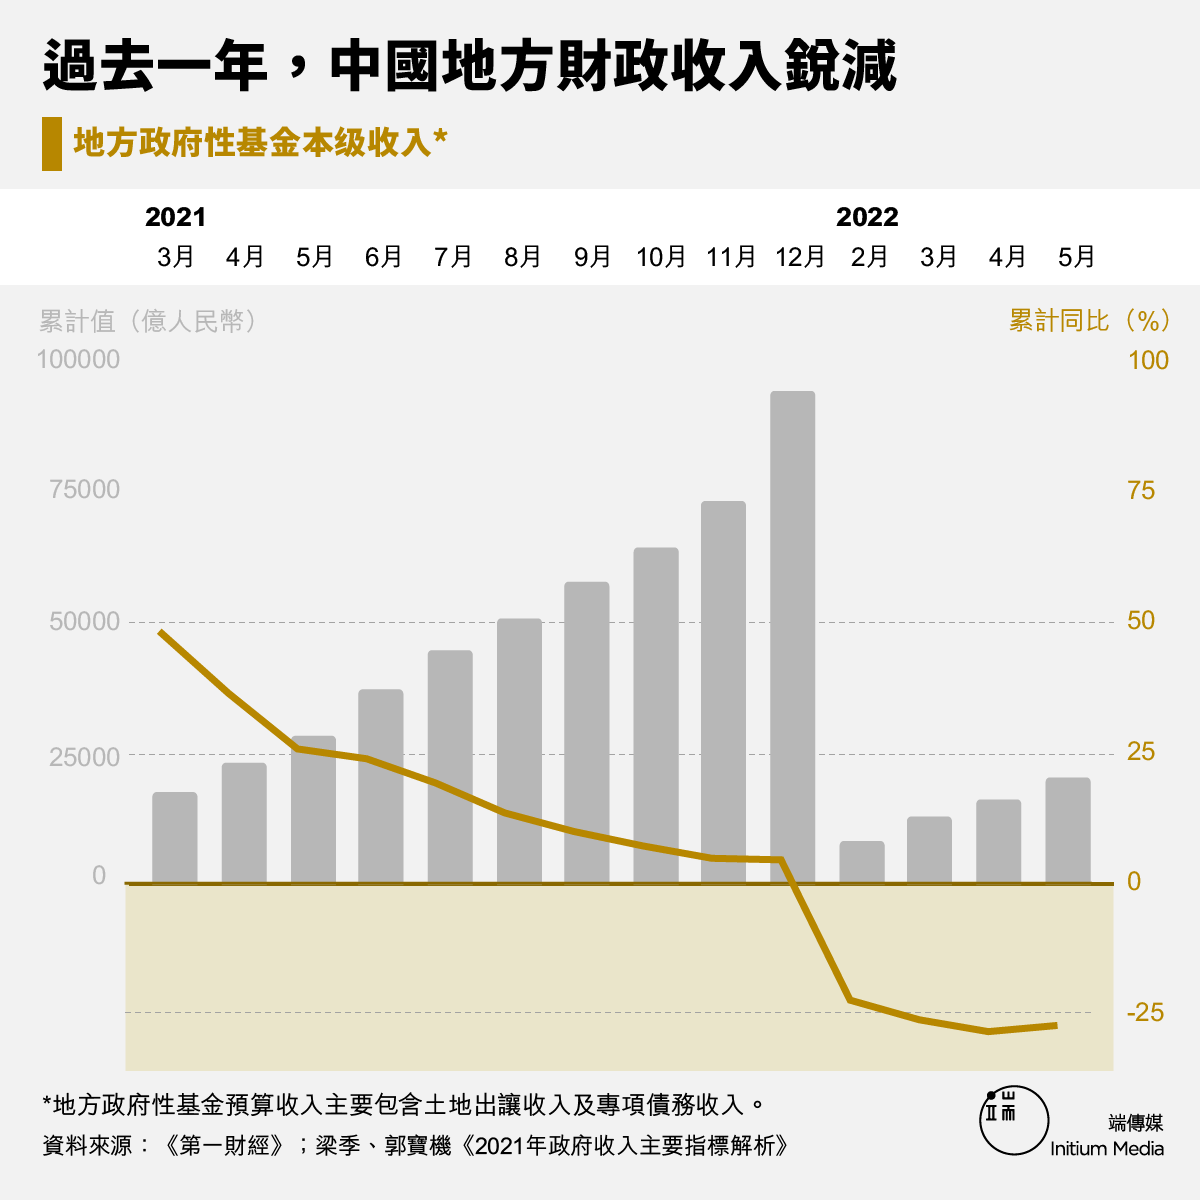 過去一年，中國地方財政收入銳減
地方政府性基金本级收入*
2021 2022
3月 4月 5月 6月 7月 8月 9月 10月 11月 12月 2月 3月 4月 5月
累計值（億人民幣） 累計同比（%）
100000 100
75000 75
50000 50
25000 25
0 0
-25
*地方政府性基金預算收入主要包含土地出讓收入及專項債務收入。
資料來源：《第一財經》；梁季、郭寶機《2021年政府收入主要指標解析》
端
端傳媒
Initium Media